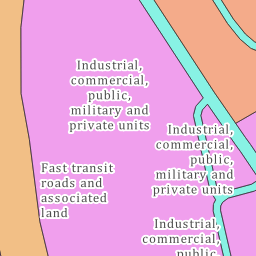 Industrial,
commercial,
public,
military and
private units
Industrial,
commercial,
public,
military and
private units
Fast transit
roads and
associated
land
Industrial,
commercial,
public,